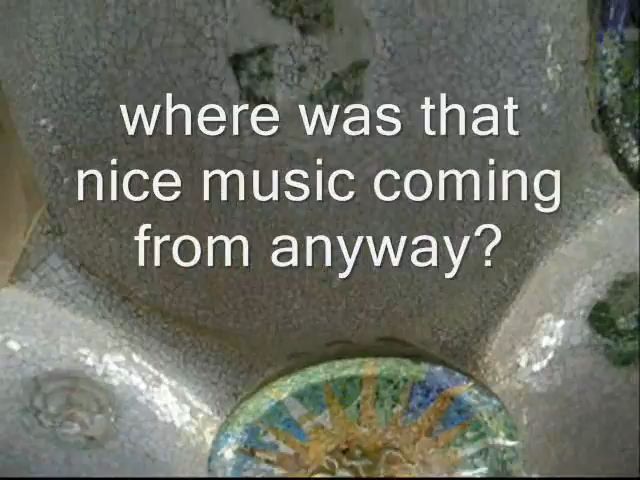 where was that
nice music coming
from anyway?